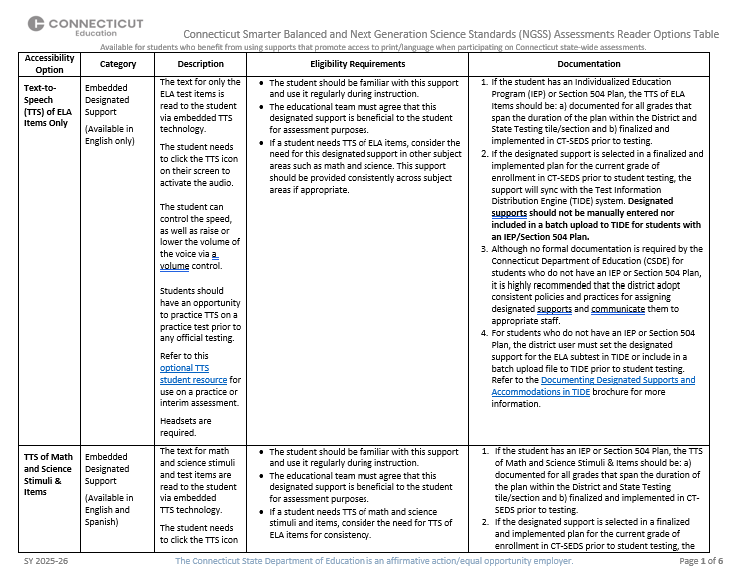 CONNECTICUT
Education
Connecticut Smarter Balanced and Next Generation Science Standards (NGSS) Assessments Reader Options Table
Available for students who benefit from using supports that promote access to print/language when participating on Connecticut state-wide assessments.
Accessibility
Option
Category
Description
Eligibility Requirements
Documentation
Text-to-
Speech
(TTS) of ELA
Items Only
Embedded
Designated
Support
(Available in
English only)
The text for only the
ELA test items is
read to the student
via embedded TTS
technology.
The student needs
to click the TTS icon
on their screen to
activate the audio.
The student can
control the speed,
as well as raise or
lower the volume of
the voice via a
volume control.
Students should
have an opportunity
to practice TTS on a
practice test prior to
any official testing.
Refer to this
optional TTS
student resource for
use on a practice or
interim assessment.
Headsets are
required.
• The student should be familiar with this support
and use it regularly during instruction.
• The educational team must agree that this
designated support is beneficial to the student
for assessment purposes.
• If a student needs TTS of ELA items, consider the
need for this designated support in other subject
areas such as math and science. This support
should be provided consistently across subject
areas if appropriate.
1. If the student has an Individualized Education
Program (IEP) or Section 504 Plan, the TTS of ELA
Items should be: a) documented for all grades that
span the duration of the plan within the District and
State Testing tile/section and b) finalized and
implemented in CT-SEDS prior to testing.
2. If the designated support is selected in a finalized and
implemented plan for the current grade of
enrollment in CT-SEDS prior to student testing, the
support will sync with the Test Information
Distribution Engine (TIDE) system. Designated
supports should not be manually entered nor
included in a batch upload to TIDE for students with
an IEP/Section 504 Plan.
3. Although no formal documentation is required by the
Connecticut Department of Education (CSDE) for
students who do not have an IEP or Section 504 Plan,
it is highly recommended that the district adopt
consistent policies and practices for assigning
designated supports and communicate them to
appropriate staff.
4. For students who do not have an IEP or Section 504
Plan, the district user must set the designated
support for the ELA subtest in TIDE or include in a
batch upload file to TIDE prior to student testing.
Refer to the Documenting Designated Supports and
Accommodations in TIDE brochure for more
information.
TTS of Math
and Science
Stimuli &
Items
Embedded
Designated
Support
(Available in
English and
Spanish)
The text for math
and science stimuli
and test items are
read to the student
via embedded
TTS technology.
The student needs
to click the TTS icon
• The student should be familiar with this support
and use it regularly during instruction.
• The educational team must agree that this
designated support is beneficial to the student
for assessment purposes.
• If a student needs TTS of math and science
stimuli and items, consider the need for TTS of
ELA items for consistency.
1. If the student has an IEP or Section 504 Plan, the TTS
of Math and Science Stimuli & Items should be: a)
documented for all grades that span the duration of
the plan within the District and State Testing
tile/section and b) finalized and implemented in CT-
SEDS prior to testing.
2. If the designated support is selected in a finalized
and implemented plan for the current grade of
enrollment in CT-SEDS prior to student testing, the
SY 2025-26
The Connecticut State Department of Education is an affirmative action/equal opportunity employer.
Page 1 of 6